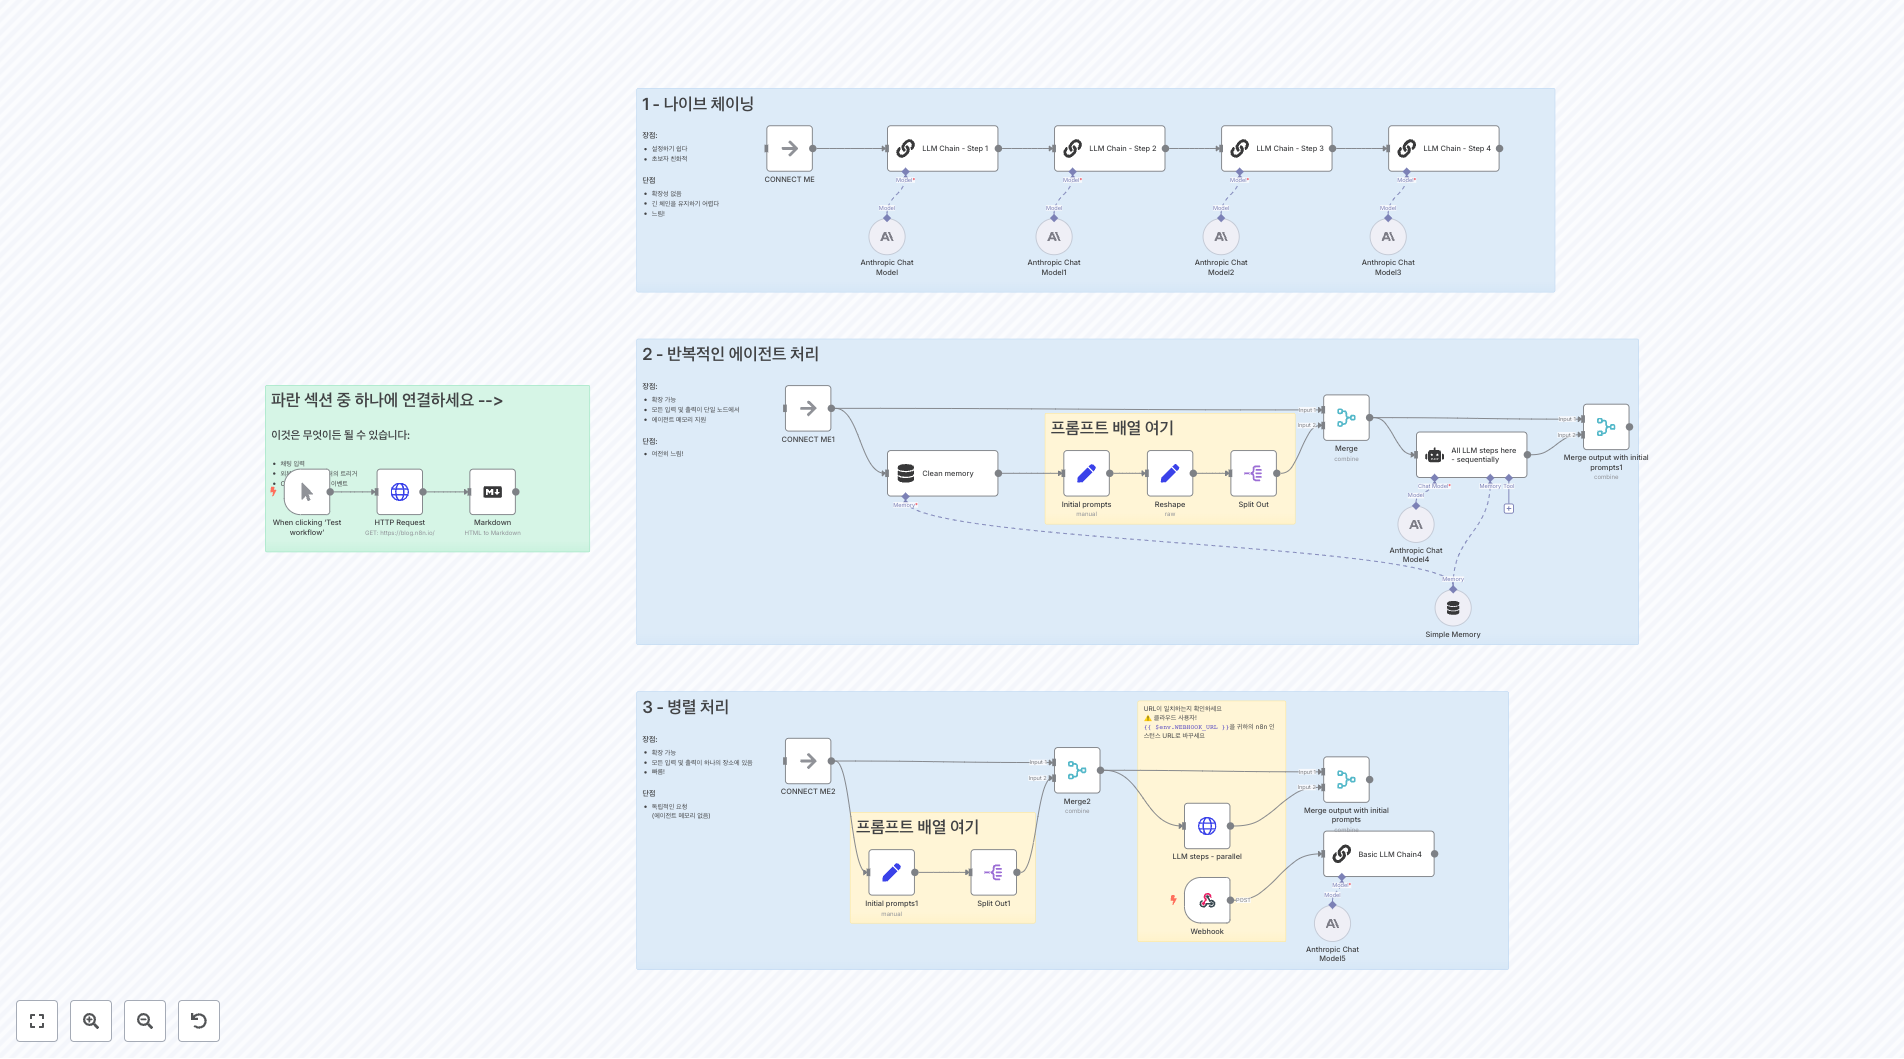 1 - 나이브 체이닝
장점:
설정하기 쉽다
초보자 친화적
단점
확장성 없음
긴 체인을 유지하기 어렵다
느림!
CONNECT ME
LLM Chain - Step 1
LLM Chain - Step 2
LLM Chain - Step 3
LLM Chain - Step 4
Model*
Model*
Model*
Model*
Model
Model
Model
Model
Anthropic Chat
Model
Anthropic Chat
Model1
Anthropic Chat
Model2
Anthropic Chat
Model3
파란 섹션 중 하나에 연결하세요 -->
이것은 무엇이든 될 수 있습니다:
채팅 입력
의 트리거
이벤트
When clicking 'Test
workflow'
HTTP Request
GET: https://blog.n8n.io/
Markdown
HTML to Markdown
2 - 반복적인 에이전트 처리
장점:
확장 가능
모든 입력 및 출력이 단일 노드에서
에이전트 메모리 지원
단점:
여전히 느림!
CONNECT ME1
Clean memory
Memory*
프롬프트 배열 여기
Initial prompts
manual
Reshape
raw
Split Out
Input 1
Input 2
Merge
combine
All LLM steps here
- sequentially
Chat Model*
Memory
Tool
Model
Anthropic Chat
Model4
Memory
Simple Memory
Input 1
Input 2
Merge output with initial
prompts1
combine
3 - 병렬 처리
장점:
확장 가능
모든 입력 및 출력이 하나의 장소에 있음
빠름!
단점
독립적인 요청
(에이전트 메모리 없음)
CONNECT ME2
프롬프트 배열 여기
Initial prompts1
manual
Split Out1
Input 1
Input 2
Merge2
combine
URL이 일치하는지 확인하세요
⚠️ 클라우드 사용자!
{{ $env.WEBHOOK_URL }}을 귀하의 n8n 인
스턴스 URL로 바꾸세요
LLM steps - parallel
Webhook
POST
Input 1
Input 2
Merge output with initial
prompts
combine
Basic LLM Chain4
Model*
Model
Anthropic Chat
Model5